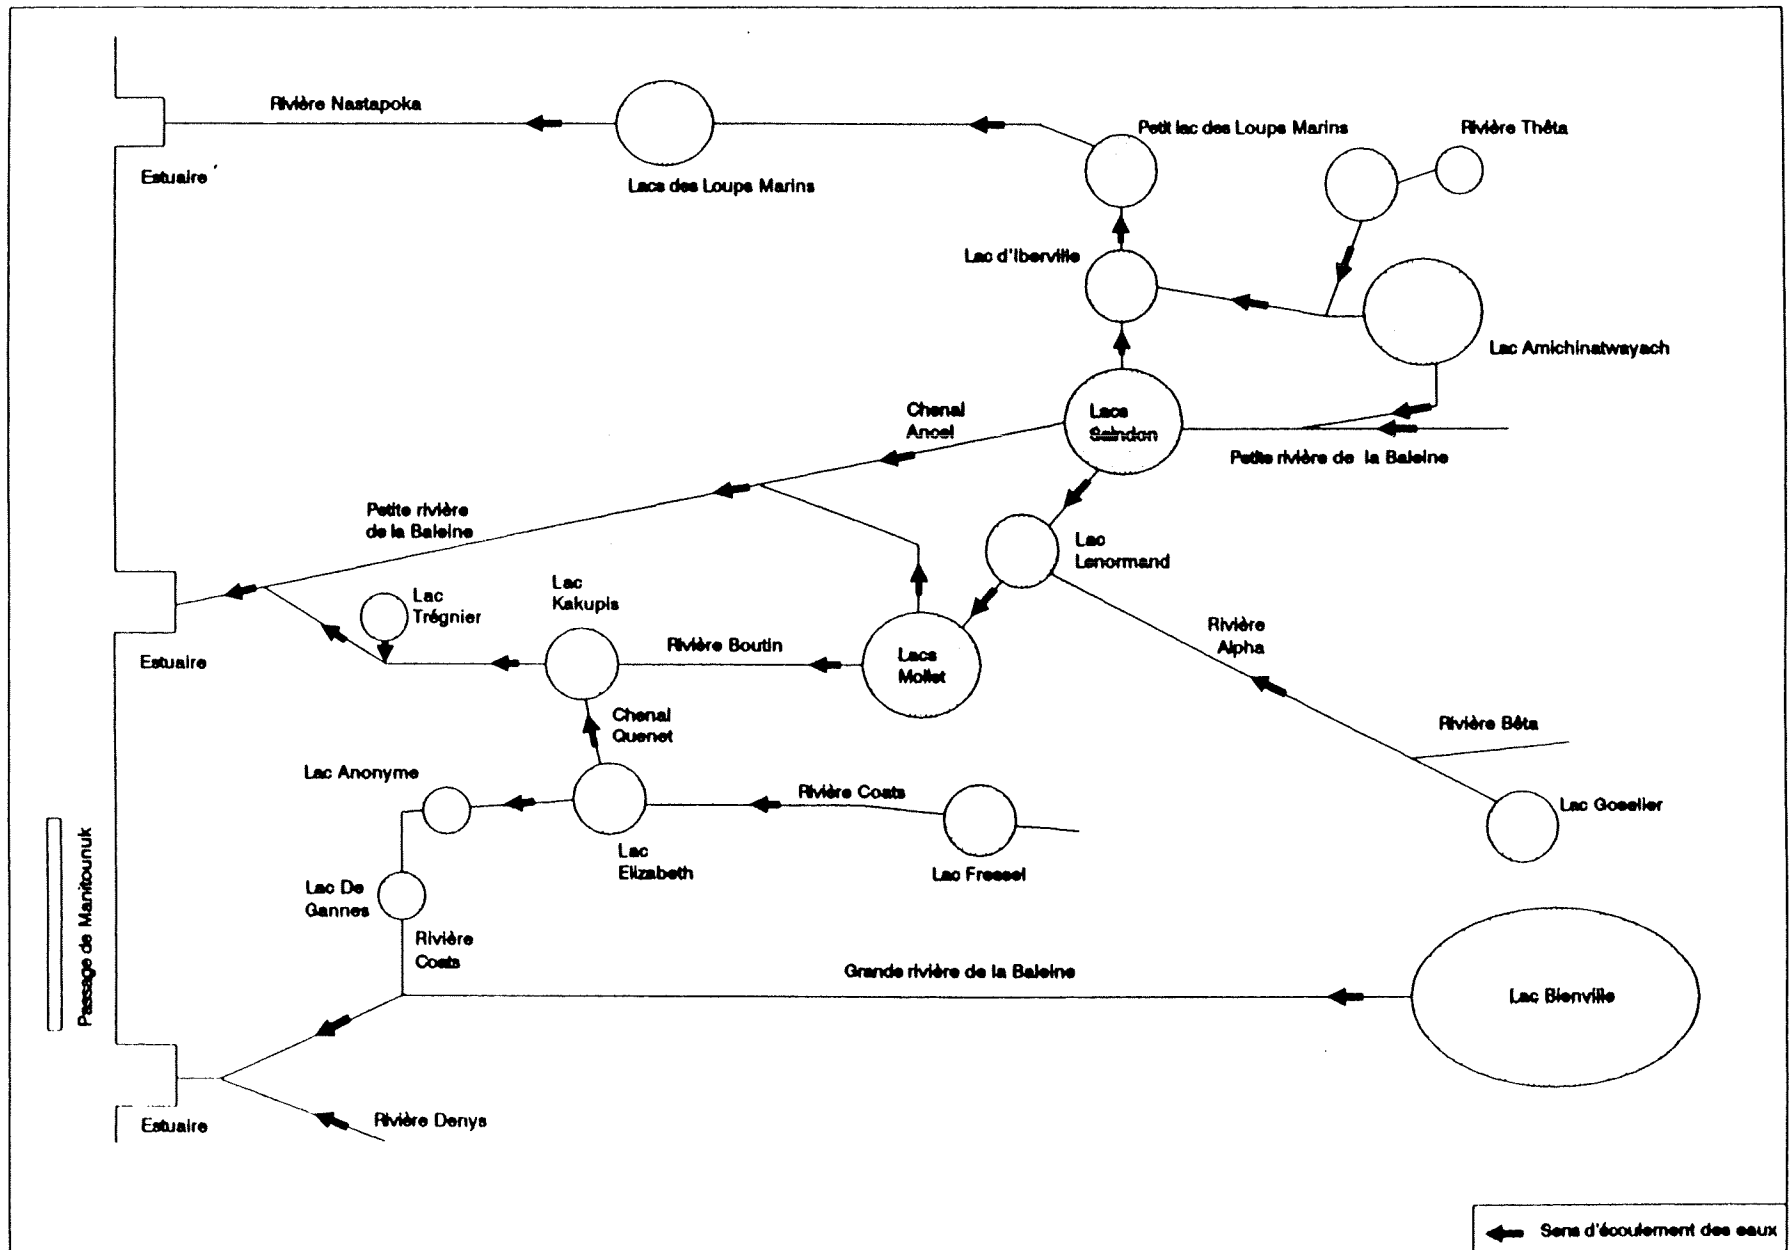 Rivière Nastapoka
Estuaire
Lacs des Loups Marins
Petit lac des Loups Marins
Rivière Thêta
Lac d'Iberville
Lac Amichinatwayach
Chenal
Ancel
Lacs
Saindon
Petite rivière de la Baleine
Petite rivière
de la Baleine
Lac
Lenormand
Lac
Trégnier
Lac
Kakupis
Estuaire
Rivière Boutin
Lacs
Mollet
Rivière
Alpha
Chenal
Quenet
Rivière Bêta
Lac Anonyme
Rivière Coats
Lac Goselier
Lac
Elizabeth
Lac Fressel
Passage de Manitounuk
Lac De
Gannes
Rivière
Coats
Grande rivière de la Baleine
Lac Bienville
Estuaire
Rivière Denys
Sens d'écoulement des eaux